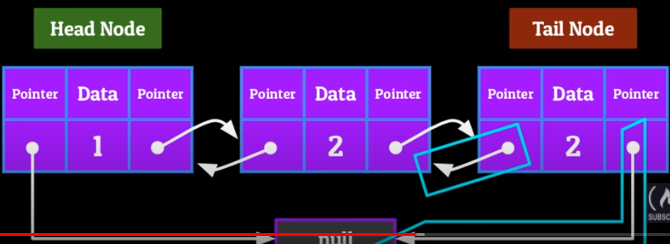 Head Node
Tail Node
Pointer Data Pointer
Pointer Data Pointer
Pointer Data Pointer
1
2
2
null